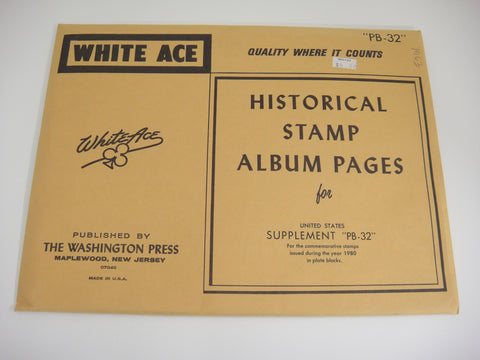 "PB-32"
WHITE ACE
QUALITY WHERE IT COUNTS
HISTORICAL
STAMP
ALBUM PAGES
for
White Ace
UNITED STATES
SUPPLEMENT "PB-32"
For the commemorative stamps
issued during the year 1980
in plate blocks.
PUBLISHED BY
THE WASHINGTON PRESS
MAPLEWOOD, NEW JERSEY
07040
MADE IN U.S.A.